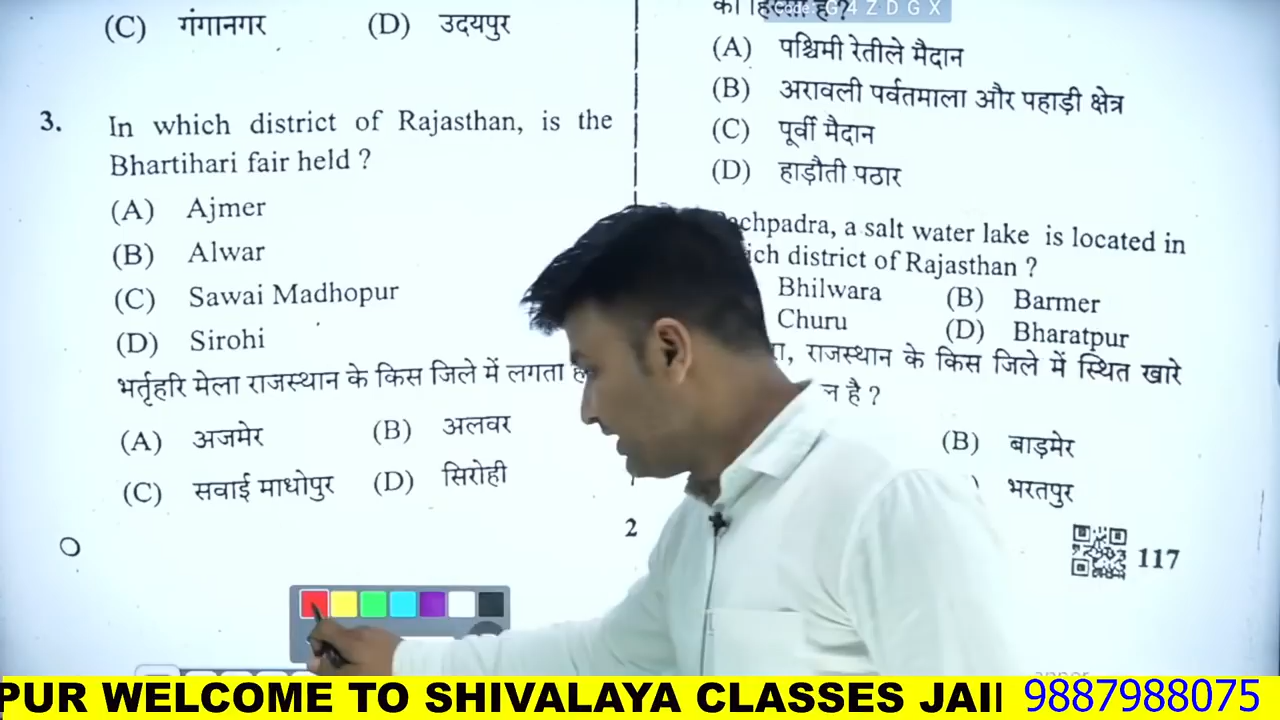 (C) गंगानगर (D) उदयपुर
3. In which district of Rajasthan, is the
Bhartihari fair held ?
(A) Ajmer
(B) Alwar
(C) Sawai Madhopur
(D) Sirohi
भर्तृहरि मेला राजस्थान के किस जिले में लगता
(A) अजमेर (B) अलवर
(C) सवाई माधोपुर (D) सिरोही
(A) पश्चिमी रेतीले मैदान
(B) अरावली पर्वतमाला और पहाड़ी क्षेत्र
(C) पूर्वी मैदान
(D) हाड़ौती पठार
a salt water lake is located in
district of Rajasthan ?
Bhilwara (B) Barmer
Churu (D) Bharatpur
राजस्थान के किस जिले में स्थित खारे
है ?
(B) बाड़मेर
भरतपुर
2
117
PUR WELCOME TO SHIVALAYA CLASSES JAI
9887988075